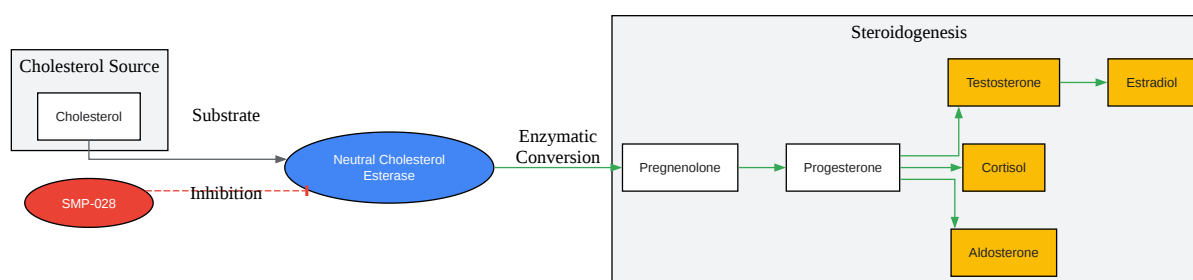 Steroidogenesis
Cholesterol Source
Cholesterol
Substrate
SMP-028
Inhibition
Neutral Cholesterol
Esterase
Enzymatic
Conversion
Pregnenolone
Progesterone
Testosterone
Estradiol
Cortisol
Aldosterone